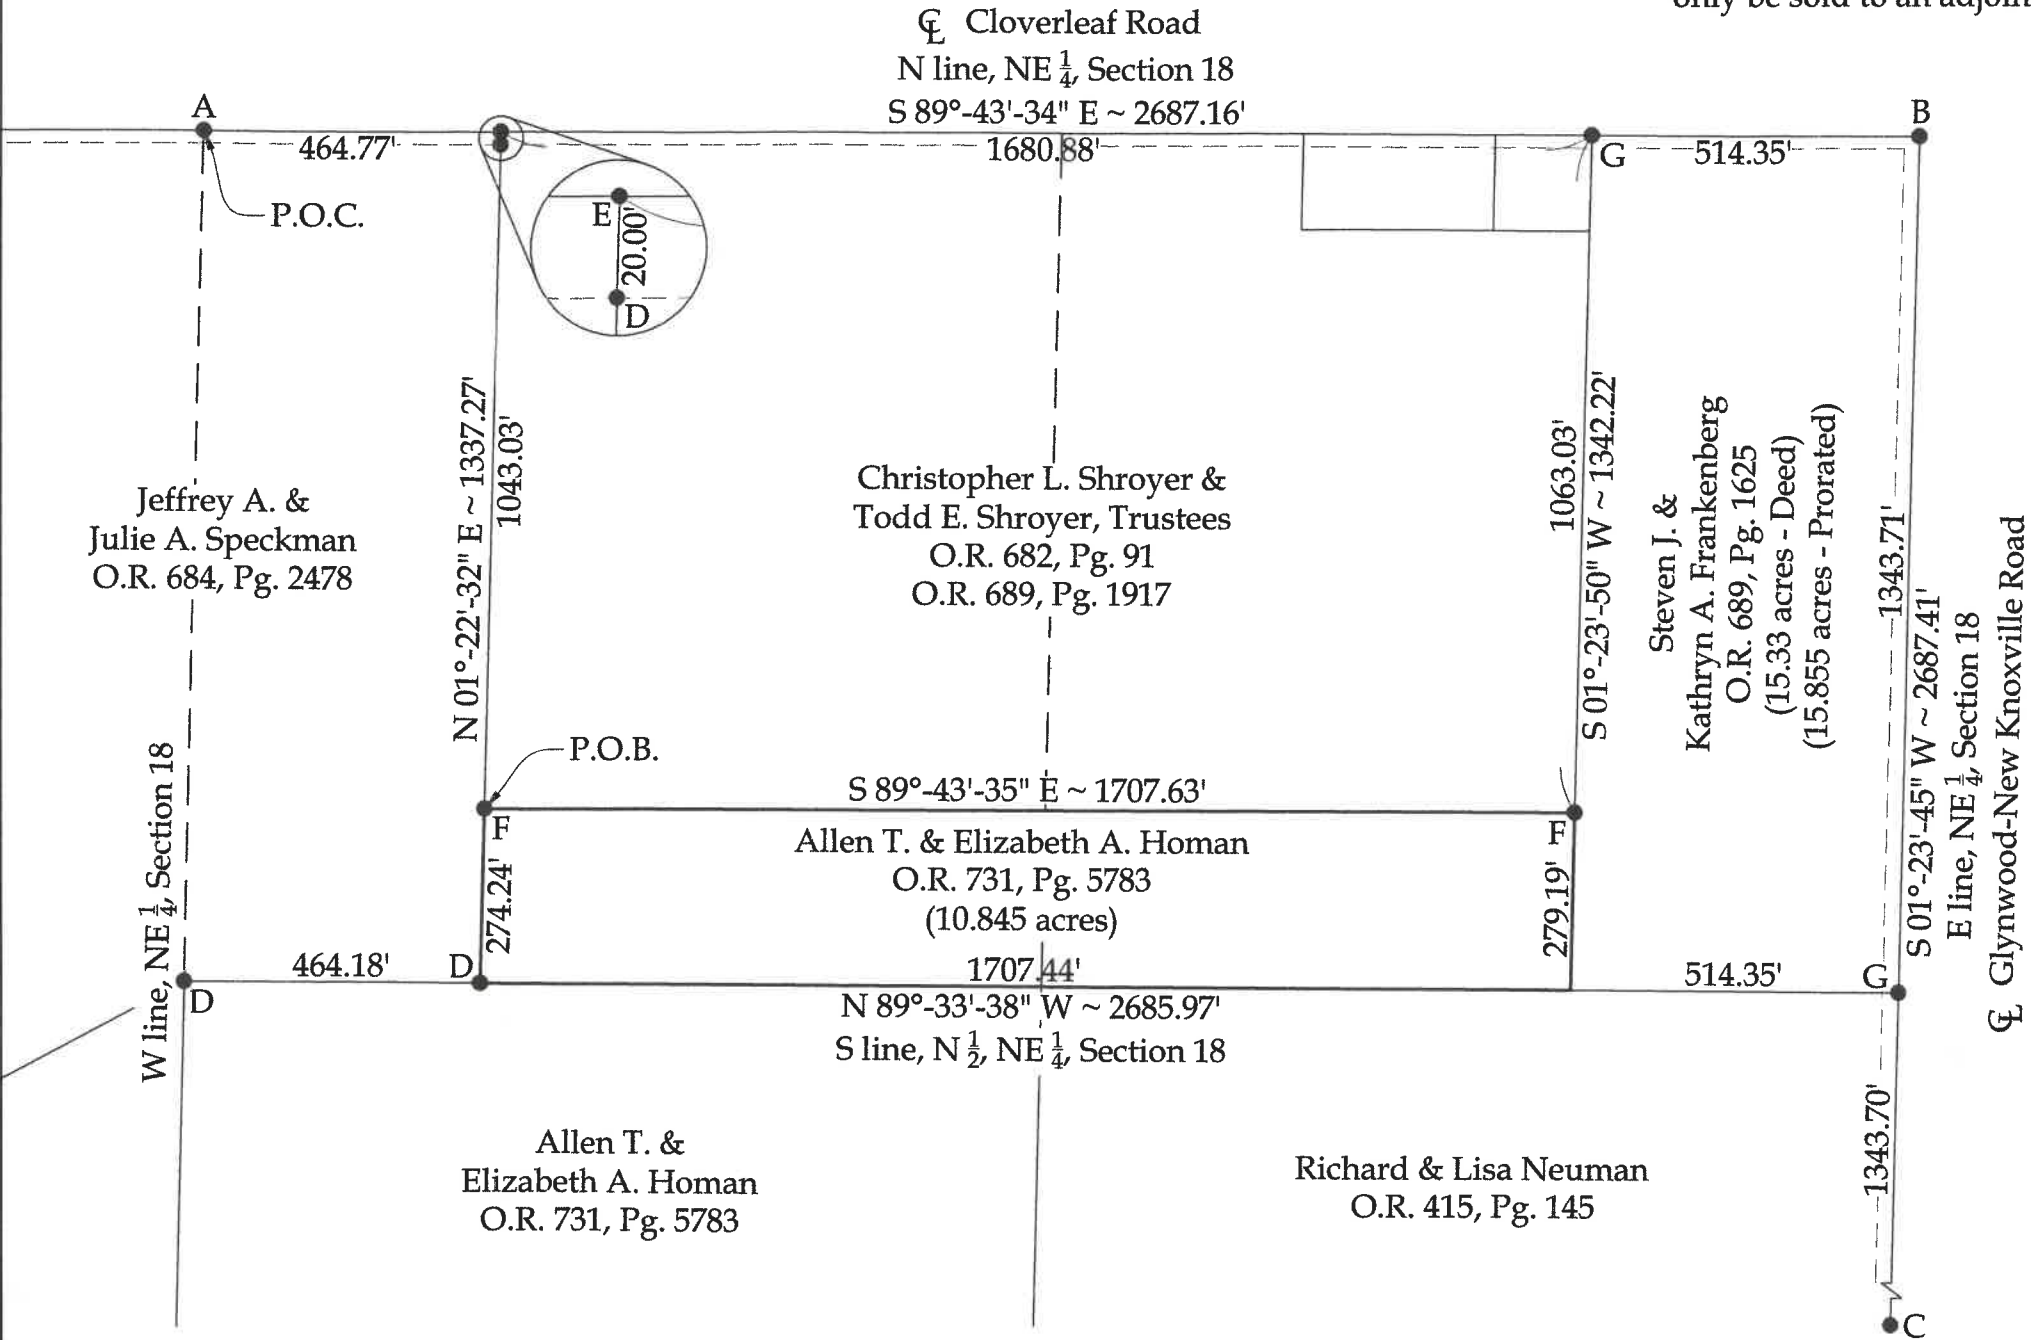 only be sold to an adjoin
℄ Cloverleaf Road
N line, NE 1/4, Section 18
S 89°-43'-34" E ~ 2687.16'
A
B
464.77'
1680.88'
G
514.35'
P.O.C.
E
20.00'
D
N 01°-22'-32" E ~ 1337.27'
1043.03'
Jeffrey A. &
Julie A. Speckman
O.R. 684, Pg. 2478
Christopher L. Shroyer &
Todd E. Shroyer, Trustees
O.R. 682, Pg. 91
O.R. 689, Pg. 1917
1063.03'
S 01°-23'-50" W ~ 1342.22'
Steven J. &
Kathryn A. Frankenberg
O.R. 689, Pg. 1625
(15.33 acres - Deed)
(15.855 acres - Prorated)
1343.71'
S 01°-23'-45" W ~ 2687.41'
E line, NE 1/4, Section 18
℄ Glynwood-New Knoxville Road
W line, NE 1/4, Section 18
P.O.B.
S 89°-43'-35" E ~ 1707.63'
F
F
Allen T. & Elizabeth A. Homan
O.R. 731, Pg. 5783
(10.845 acres)
274.24'
279.19'
464.18'
D
1707.44'
514.35'
G
D
N 89°-33'-38" W ~ 2685.97'
S line, N 1/2, NE 1/4, Section 18
1343.70'
Allen T. &
Elizabeth A. Homan
O.R. 731, Pg. 5783
Richard & Lisa Neuman
O.R. 415, Pg. 145
C